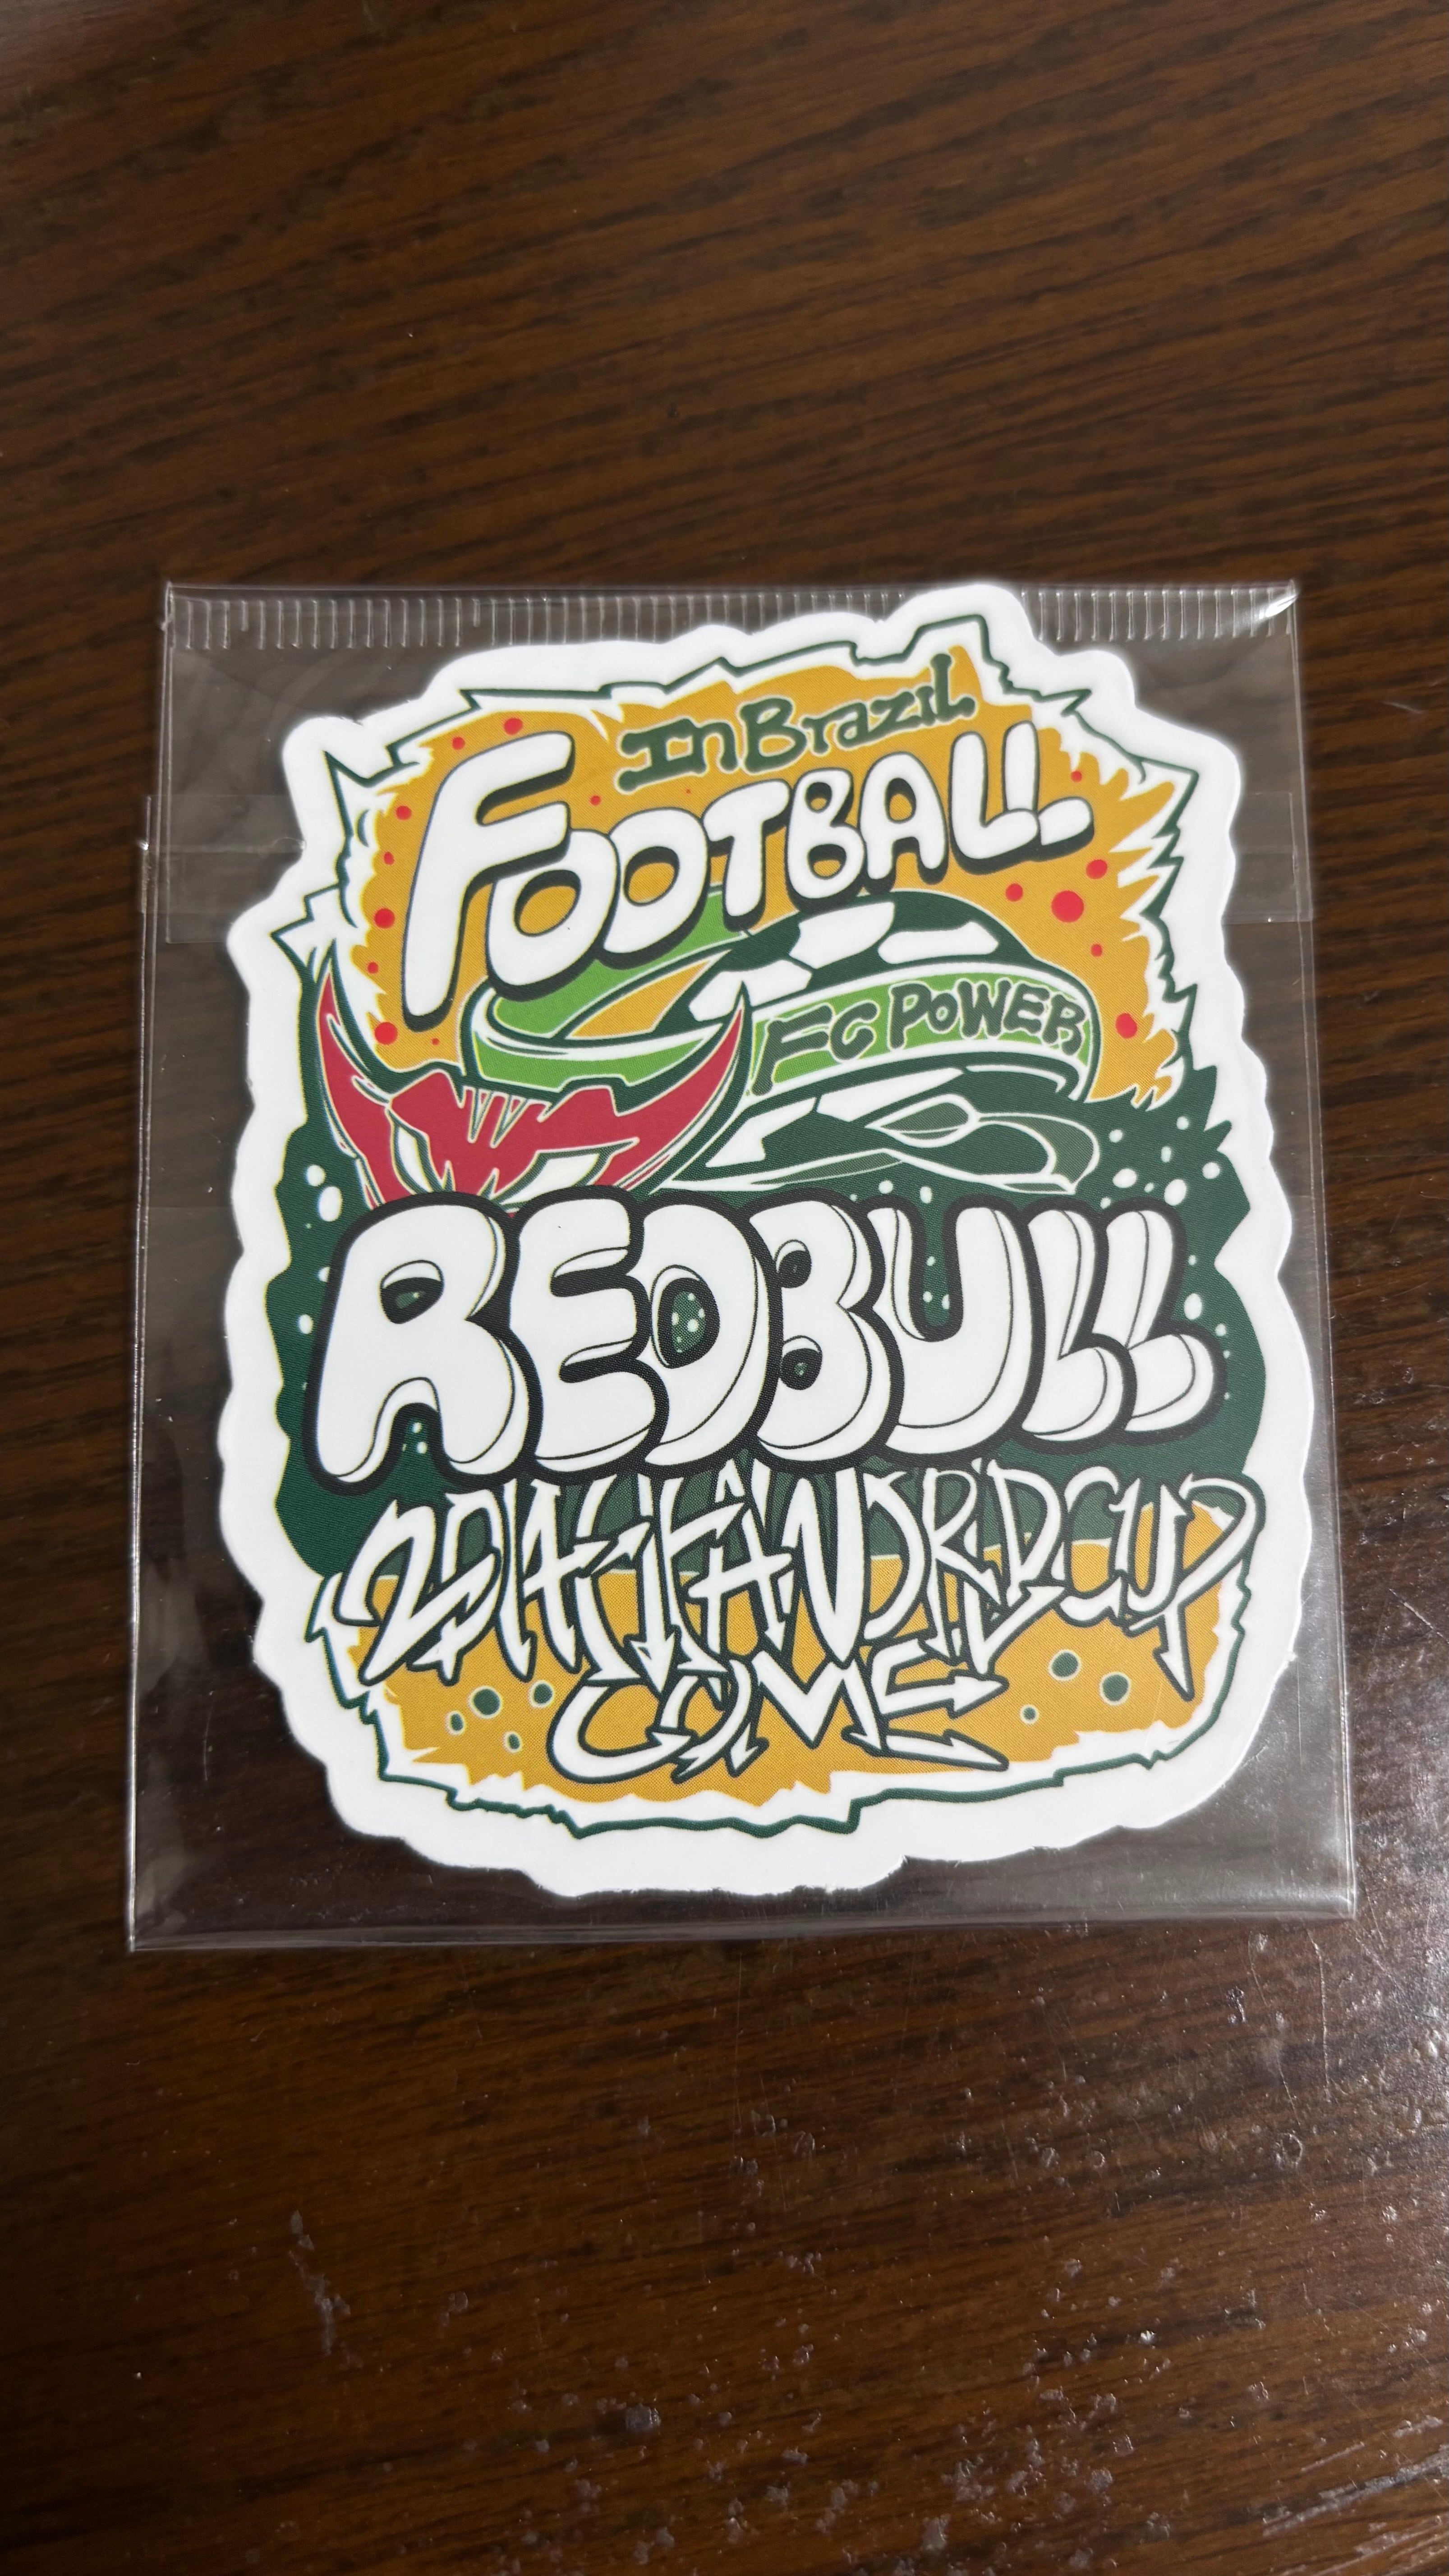 In Brazil
FOOTBALL
FC POWER
REDBULL
2014 FIFA WORLD CUP
COME